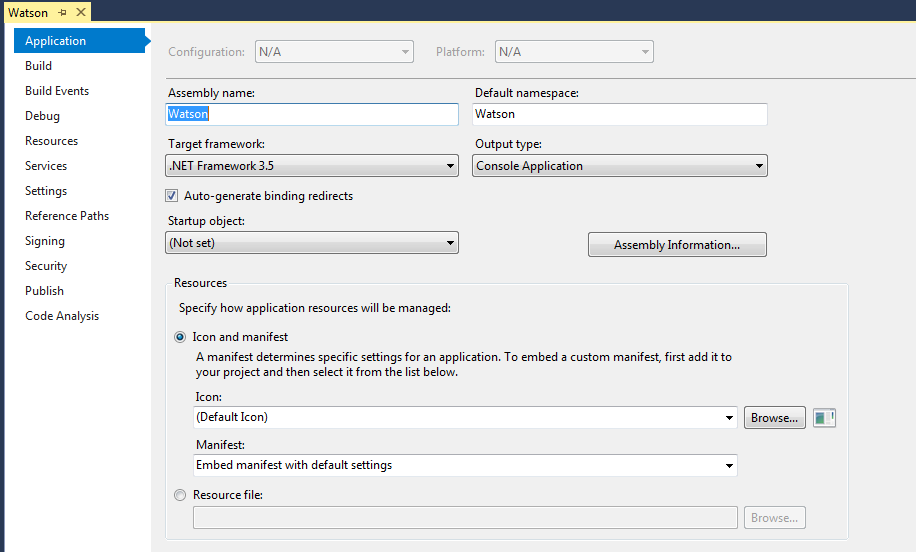 Watson
Application
Build
Build Events
Debug
Resources
Services
Settings
Reference Paths
Signing
Security
Publish
Code Analysis
Configuration: N/A Platform: N/A
Assembly name: Default namespace:
Watson Watson
Target framework: Output type:
.NET Framework 3.5 Console Application
Auto-generate binding redirects
Startup object:
(Not set) Assembly Information...
Resources
Specify how application resources will be managed:
Icon and manifest
A manifest determines specific settings for an application. To embed a custom manifest, first add it to
your project and then select it from the list below.
Icon:
(Default Icon) Browse...
Manifest:
Embed manifest with default settings
Resource file:
Browse...